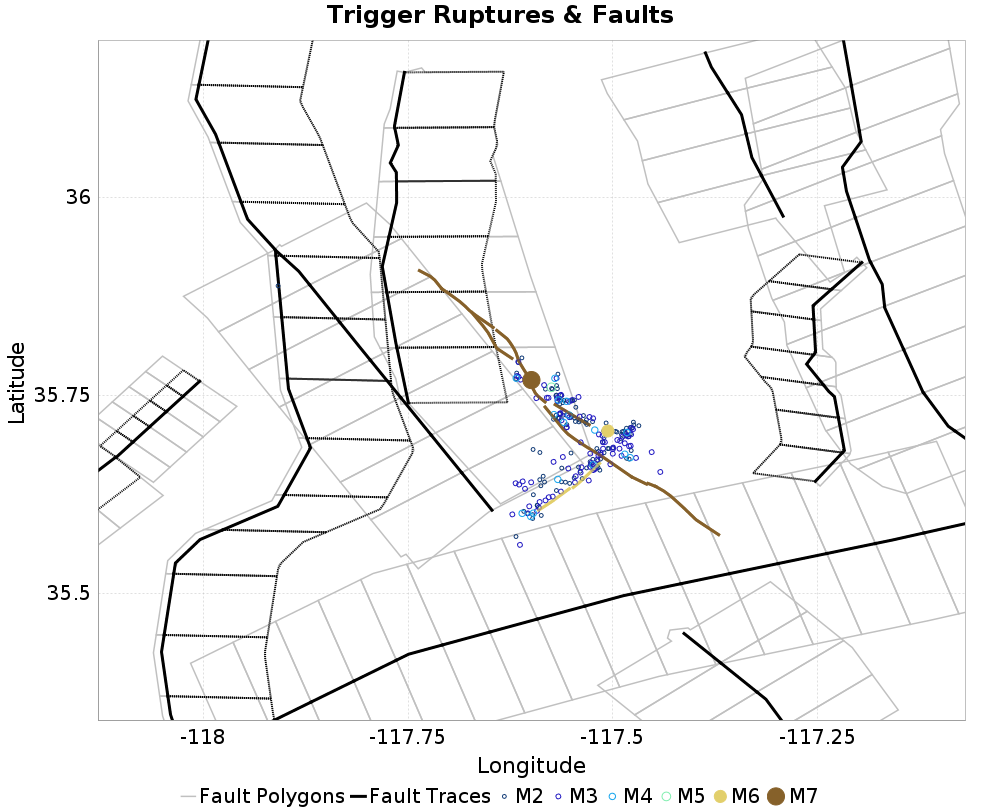 Trigger Ruptures & Faults
36
35.75
35.5
Latitude
-118 -117.75 -117.5 -117.25
Longitude
Fault Polygons Fault Traces M2 M3 M4 M5 M6 M7